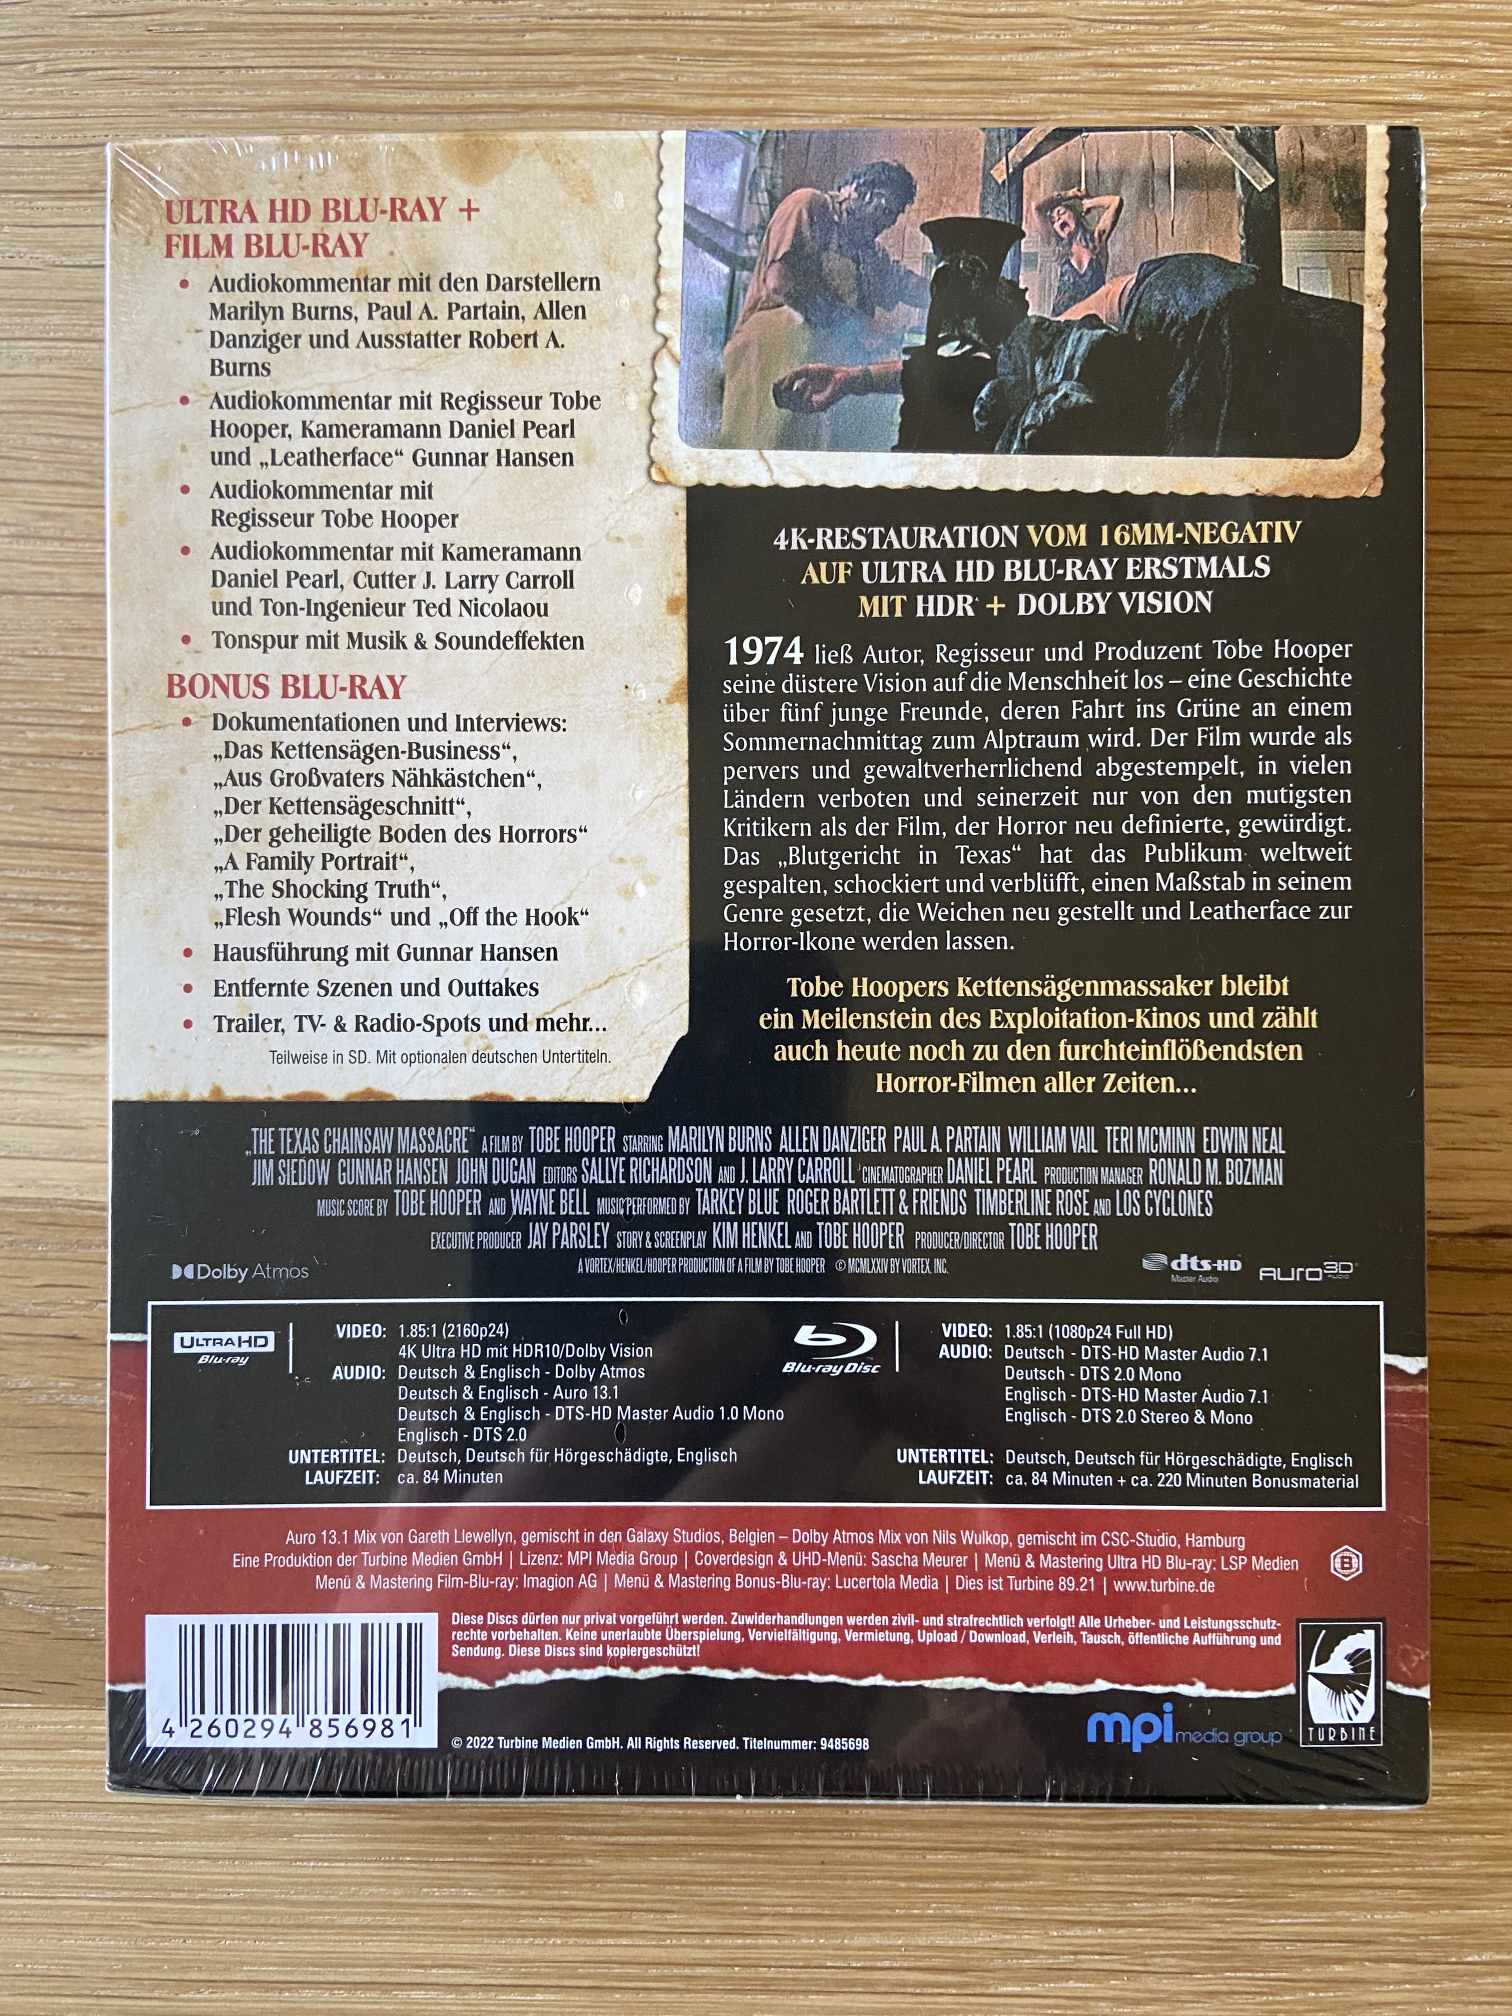 ULTRA HD BLU-RAY +
FILM BLU-RAY
• Audiokommentar mit den Darstellern
Marilyn Burns, Paul A. Partain, Allen
Danziger und Ausstatter Robert A.
Burns
• Audiokommentar mit Regisseur Tobe
Hooper, Kameramann Daniel Pearl
und „Leatherface“ Gunnar Hansen
• Audiokommentar mit
Regisseur Tobe Hooper
• Audiokommentar mit Kameramann
Daniel Pearl, Cutter J. Larry Carroll
und Ton-Ingenieur Ted Nicolaou
• Tonspur mit Musik & Soundeffekten
BONUS BLU-RAY
• Dokumentationen und Interviews:
„Das Kettensägen-Business“,
„Aus Großvaters Nähkästchen“,
„Der Kettensägeschnitt“,
„Der geheiligte Boden des Horrors“
„A Family Portrait“,
„The Shocking Truth“,
„Flesh Wounds“ und „Off the Hook“
• Hausführung mit Gunnar Hansen
• Entfernte Szenen und Outtakes
• Trailer, TV- & Radio-Spots und mehr...
Teilweise in SD. Mit optionalen deutschen Untertiteln.
4K-RESTAURATION VOM 16MM-NEGATIV
AUF ULTRA HD BLU-RAY ERSTMALS
MIT HDR + DOLBY VISION
1974 ließ Autor, Regisseur und Produzent Tobe Hooper
seine düstere Vision auf die Menschheit los – eine Geschichte
über fünf junge Freunde, deren Fahrt ins Grüne an einem
Sommernachmittag zum Alptraum wird. Der Film wurde als
pervers und gewaltverherrlichend abgestempelt, in vielen
Ländern verboten und seinerzeit nur von den mutigsten
Kritikern als der Film, der Horror neu definierte, gewürdigt.
Das „Blutgericht in Texas“ hat das Publikum weltweit
gespalten, schockiert und verblüfft, einen Maßstab in seinem
Genre gesetzt, die Weichen neu gestellt und Leatherface zur
Horror-Ikone werden lassen.
Tobe Hoopers Kettensägenmassaker bleibt
ein Meilenstein des Exploitation-Kinos und zählt
auch heute noch zu den furchteinflößendsten
Horror-Filmen aller Zeiten...
„THE TEXAS CHAINSAW MASSACRE“ A FILM BY TOBE HOOPER STARRING MARILYN BURNS ALLEN DANZIGER PAUL A. PARTAIN WILLIAM VAIL TERI MCMINN EDWIN NEAL
JIM SIEDOW GUNNAR HANSEN JOHN DUGAN EDITORS SALLYE RICHARDSON AND J. LARRY CARROLL CINEMATOGRAPHER DANIEL PEARL PRODUCTION MANAGER RONALD M. BOZMAN
MUSIC SCORE BY TOBE HOOPER AND WAYNE BELL MUSIC PERFORMED BY TARKEY BLUE ROGER BARTLETT & FRIENDS TIMBERLINE ROSE AND LOS CYCLONES
EXECUTIVE PRODUCER JAY PARSLEY STORY & SCREENPLAY KIM HENKEL AND TOBE HOOPER PRODUCER/DIRECTOR TOBE HOOPER
A VORTEX/HENKEL/HOOPER PRODUCTION OF A FILM BY TOBE HOOPER © MCMLXXIV BY VORTEX, INC.
Dolby Atmos
dts-HD
Master Audio
AURO 3D
AUDIO
ULTRA HD
Blu-ray
VIDEO: 1.85:1 (2160p24)
4K Ultra HD mit HDR10/Dolby Vision
AUDIO: Deutsch & Englisch - Dolby Atmos
Deutsch & Englisch - Auro 13.1
Deutsch & Englisch - DTS-HD Master Audio 1.0 Mono
Englisch - DTS 2.0
UNTERTITEL: Deutsch, Deutsch für Hörgeschädigte, Englisch
LAUFZEIT: ca. 84 Minuten
Blu-ray Disc
VIDEO: 1.85:1 (1080p24 Full HD)
AUDIO: Deutsch - DTS-HD Master Audio 7.1
Deutsch - DTS 2.0 Mono
Englisch - DTS-HD Master Audio 7.1
Englisch - DTS 2.0 Stereo & Mono
UNTERTITEL: Deutsch, Deutsch für Hörgeschädigte, Englisch
LAUFZEIT: ca. 84 Minuten + ca. 220 Minuten Bonusmaterial
Auro 13.1 Mix von Gareth Llewellyn, gemischt in den Galaxy Studios, Belgien – Dolby Atmos Mix von Nils Wulkop, gemischt im CSC-Studio, Hamburg
Eine Produktion der Turbine Medien GmbH | Lizenz: MPI Media Group | Coverdesign & UHD-Menü: Sascha Meurer | Menü & Mastering Ultra HD Blu-ray: LSP Medien
Menü & Mastering Film-Blu-ray: Imagion AG | Menü & Mastering Bonus-Blu-ray: Lucertola Media | Dies ist Turbine 89.21 | www.turbine.de
B
Diese Discs dürfen nur privat vorgeführt werden. Zuwiderhandlungen werden zivil- und strafrechtlich verfolgt! Alle Urheber- und Leistungsschutz-
rechte vorbehalten. Keine unerlaubte Überspielung, Vervielfältigung, Vermietung, Upload / Download, Verleih, Tausch, öffentliche Aufführung und
Sendung. Diese Discs sind kopiergeschützt!
4 260294 856981
© 2022 Turbine Medien GmbH. All Rights Reserved. Titelnummer: 9485698
mpi media group
TURBINE